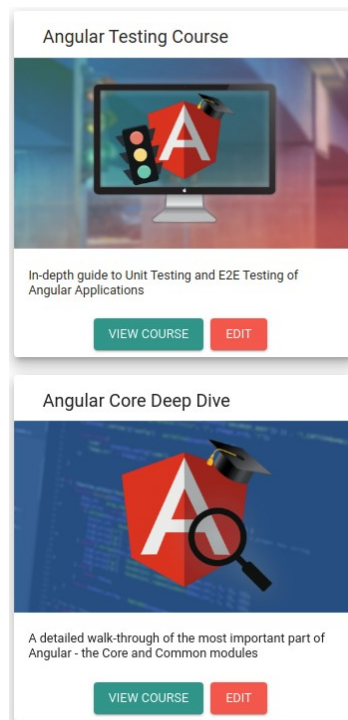 Angular Testing Course
In-depth guide to Unit Testing and E2E Testing of
Angular Applications
VIEW COURSE EDIT
Angular Core Deep Dive
A detailed walk-through of the most important part of
Angular - the Core and Common modules
VIEW COURSE EDIT